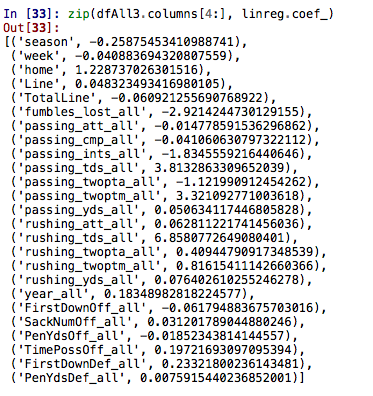 In [33]: zip(dfAll3.columns[4:], linreg.coef_)
Out[33]:
[('season', -0.25875453410988741),
('week', -0.040883694320807559),
('home', 1.228737026301516),
('Line', 0.048323493416980105),
('TotalLine', -0.060921255690768922),
('fumbles_lost_all', -2.9214244730129155),
('passing_att_all', -0.014778591536296862),
('passing_cmp_all', -0.041060630797322112),
('passing_ints_all', -1.8345559216440646),
('passing_tds_all', 3.8132863309652039),
('passing_twopta_all', -1.121990912454262),
('passing_twoptm_all', 3.321092771003618),
('passing_yds_all', 0.050634117446805828),
('rushing_att_all', 0.062811221741456036),
('rushing_tds_all', 6.8580772649080401),
('rushing_twopta_all', 0.40944790917348539),
('rushing_twoptm_all', 0.81615411142660366),
('rushing_yds_all', 0.076402610255246278),
('year_all', 0.18348982818224577),
('FirstDownOff_all', -0.061794883675703016),
('SackNumOff_all', 0.031201789044880246),
('PenYdsOff_all', -0.01852343814144557),
('TimePossOff_all', 0.19721693097095394),
('FirstDownDef_all', 0.23321800236143481),
('PenYdsDef_all', 0.0075915440236852001)]